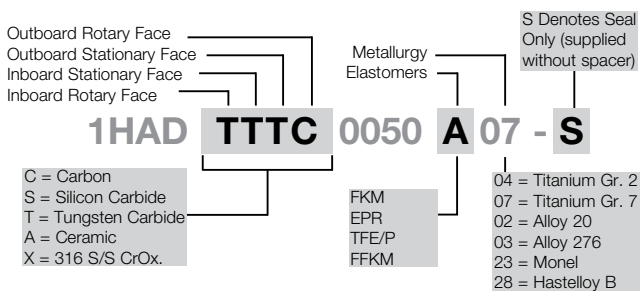 S Denotes Seal
Only (supplied
without spacer)
Outboard Rotary Face
Outboard Stationary Face
Inboard Stationary Face
Inboard Rotary Face
Metallurgy
Elastomers
1HAD TTTC 0050 A 07 - S
C = Carbon
S = Silicon Carbide
T = Tungsten Carbide
A = Ceramic
X = 316 S/S CrOx.
FKM
EPR
TFE/P
FFKM
04 = Titanium Gr. 2
07 = Titanium Gr. 7
02 = Alloy 20
03 = Alloy 276
23 = Monel
28 = Hastelloy B